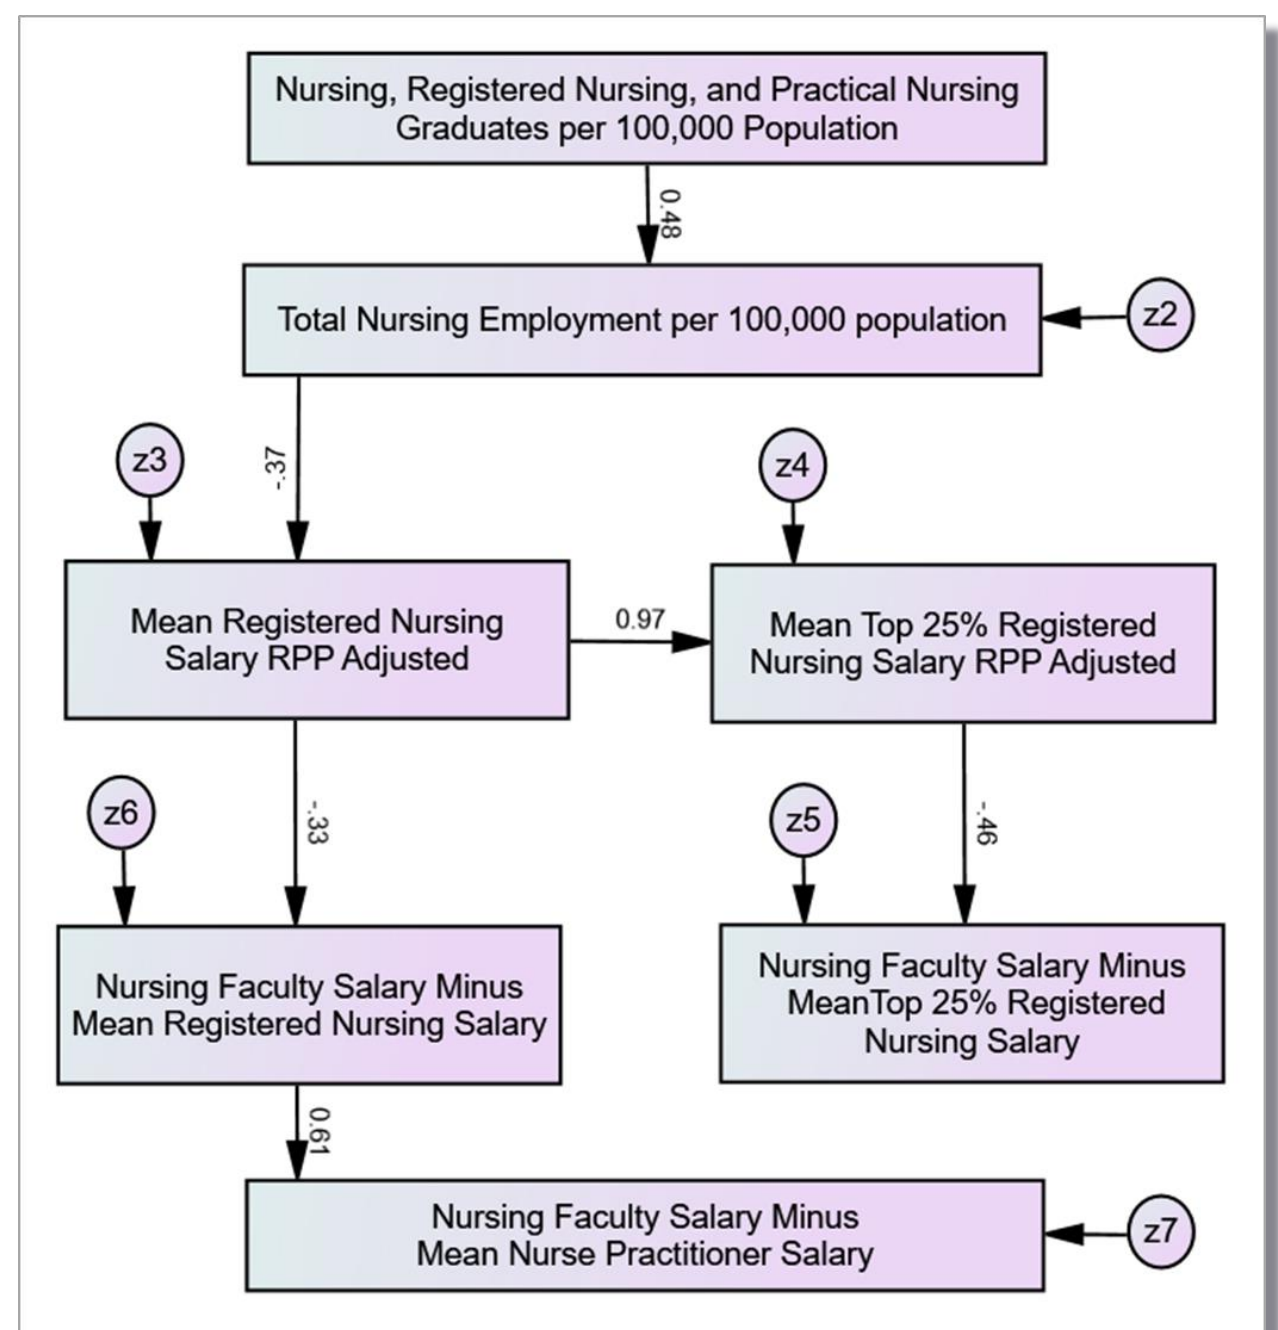 Nursing, Registered Nursing, and Practical Nursing
Graduates per 100,000 Population
0.48
Total Nursing Employment per 100,000 population
z2
-.37
z3
z4
Mean Registered Nursing
Salary RPP Adjusted
0.97
Mean Top 25% Registered
Nursing Salary RPP Adjusted
z6
-.33
z5
-.46
Nursing Faculty Salary Minus
Mean Registered Nursing Salary
Nursing Faculty Salary Minus
MeanTop 25% Registered
Nursing Salary
0.61
Nursing Faculty Salary Minus
Mean Nurse Practitioner Salary
z7